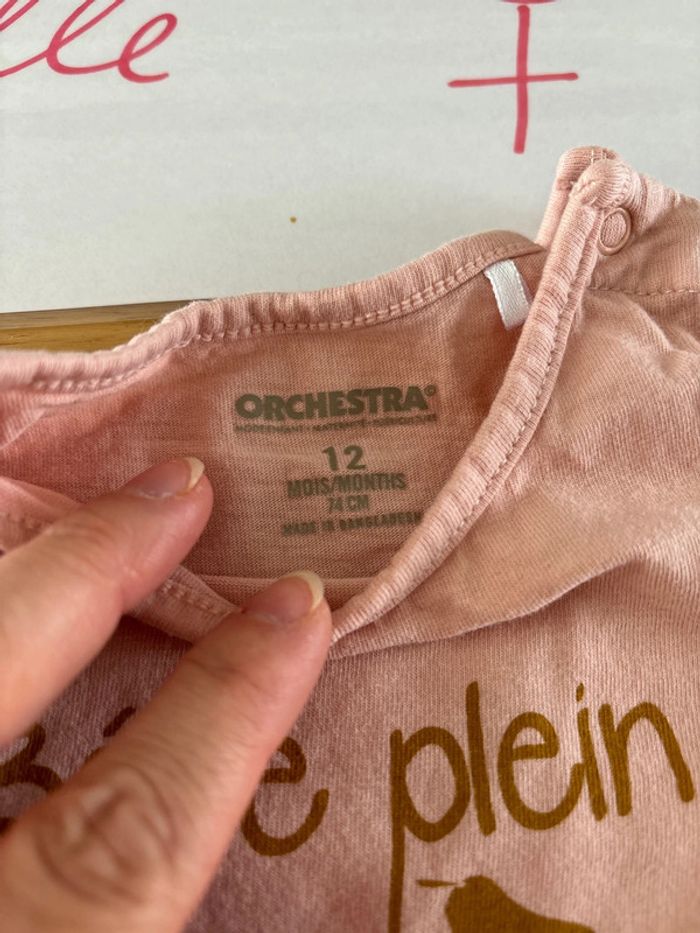 lle
ORCHESTRA®
12
MOIS/MONTHS
74 CM
MADE IN BANGLADESH
plein